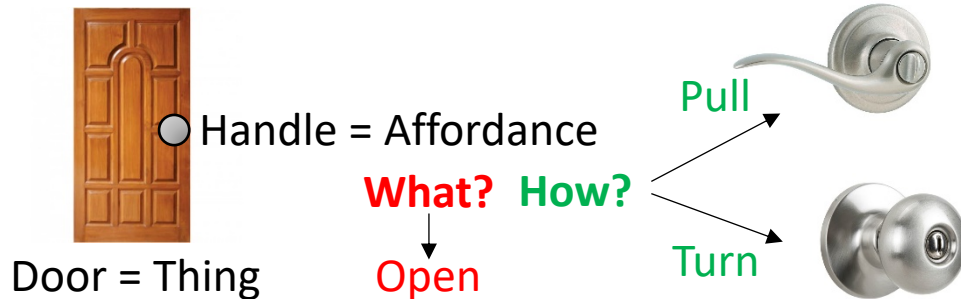 Pull
Handle = Affordance
What? How?
Door = Thing
Open
Turn